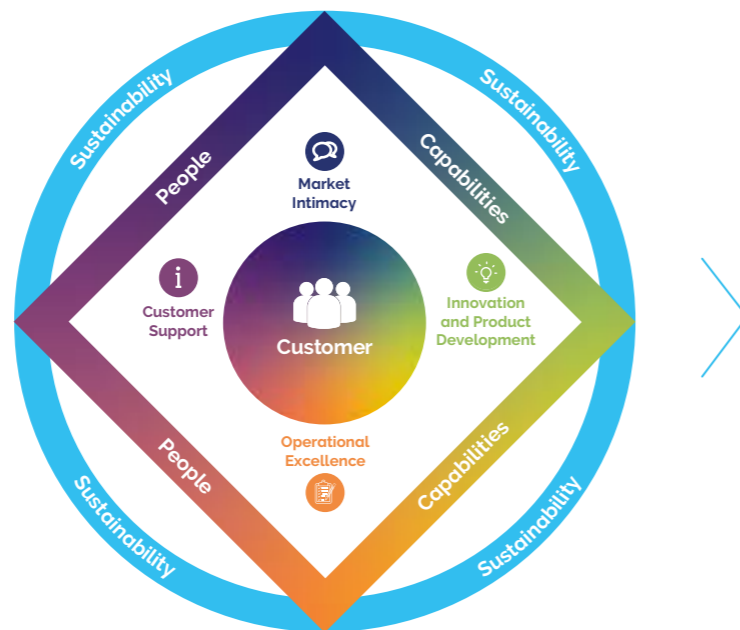 Sustainability
Sustainability
People
Capabilities
Market
Intimacy
i
Customer
Support
Innovation
and Product
Development
Customer
Operational
Excellence
People
Capabilities
Sustainability
Sustainability